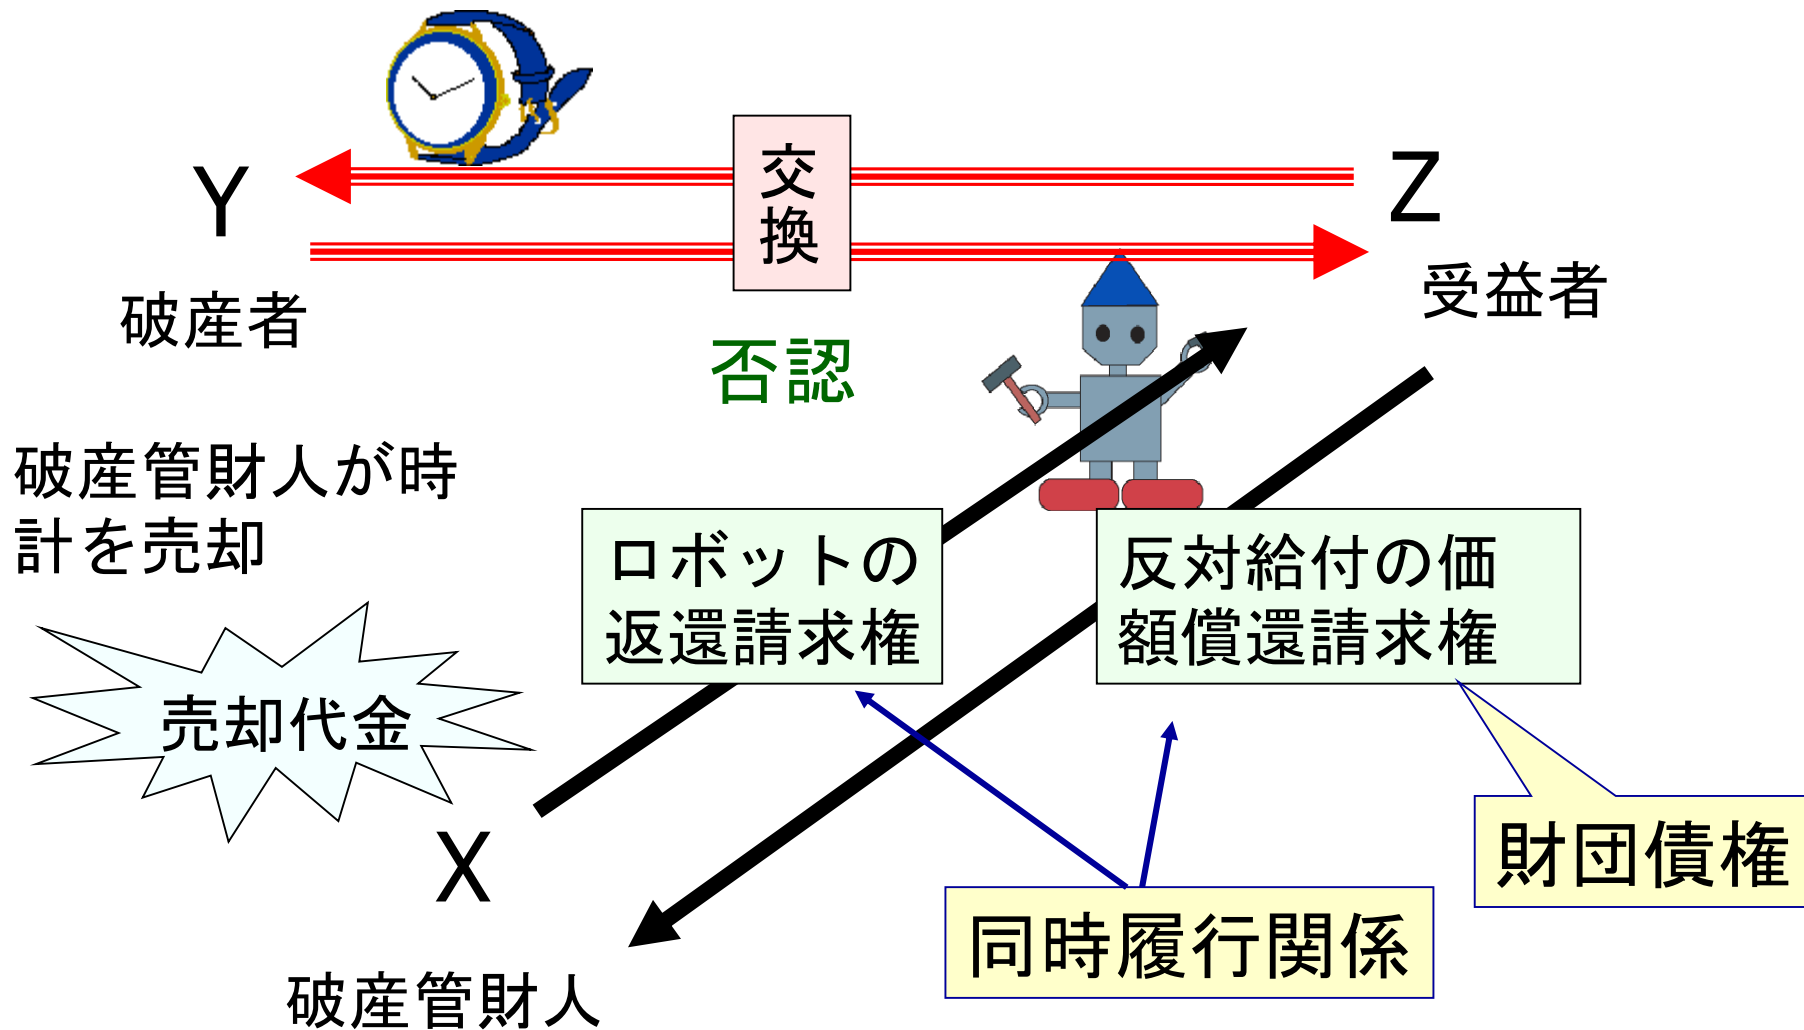 交
換
Y
Z
破産者
受益者
否認
破産管財人が時
計を売却
ロボットの
返還請求権
反対給付の価
額償還請求権
売却代金
財団債権
X
同時履行関係
破産管財人